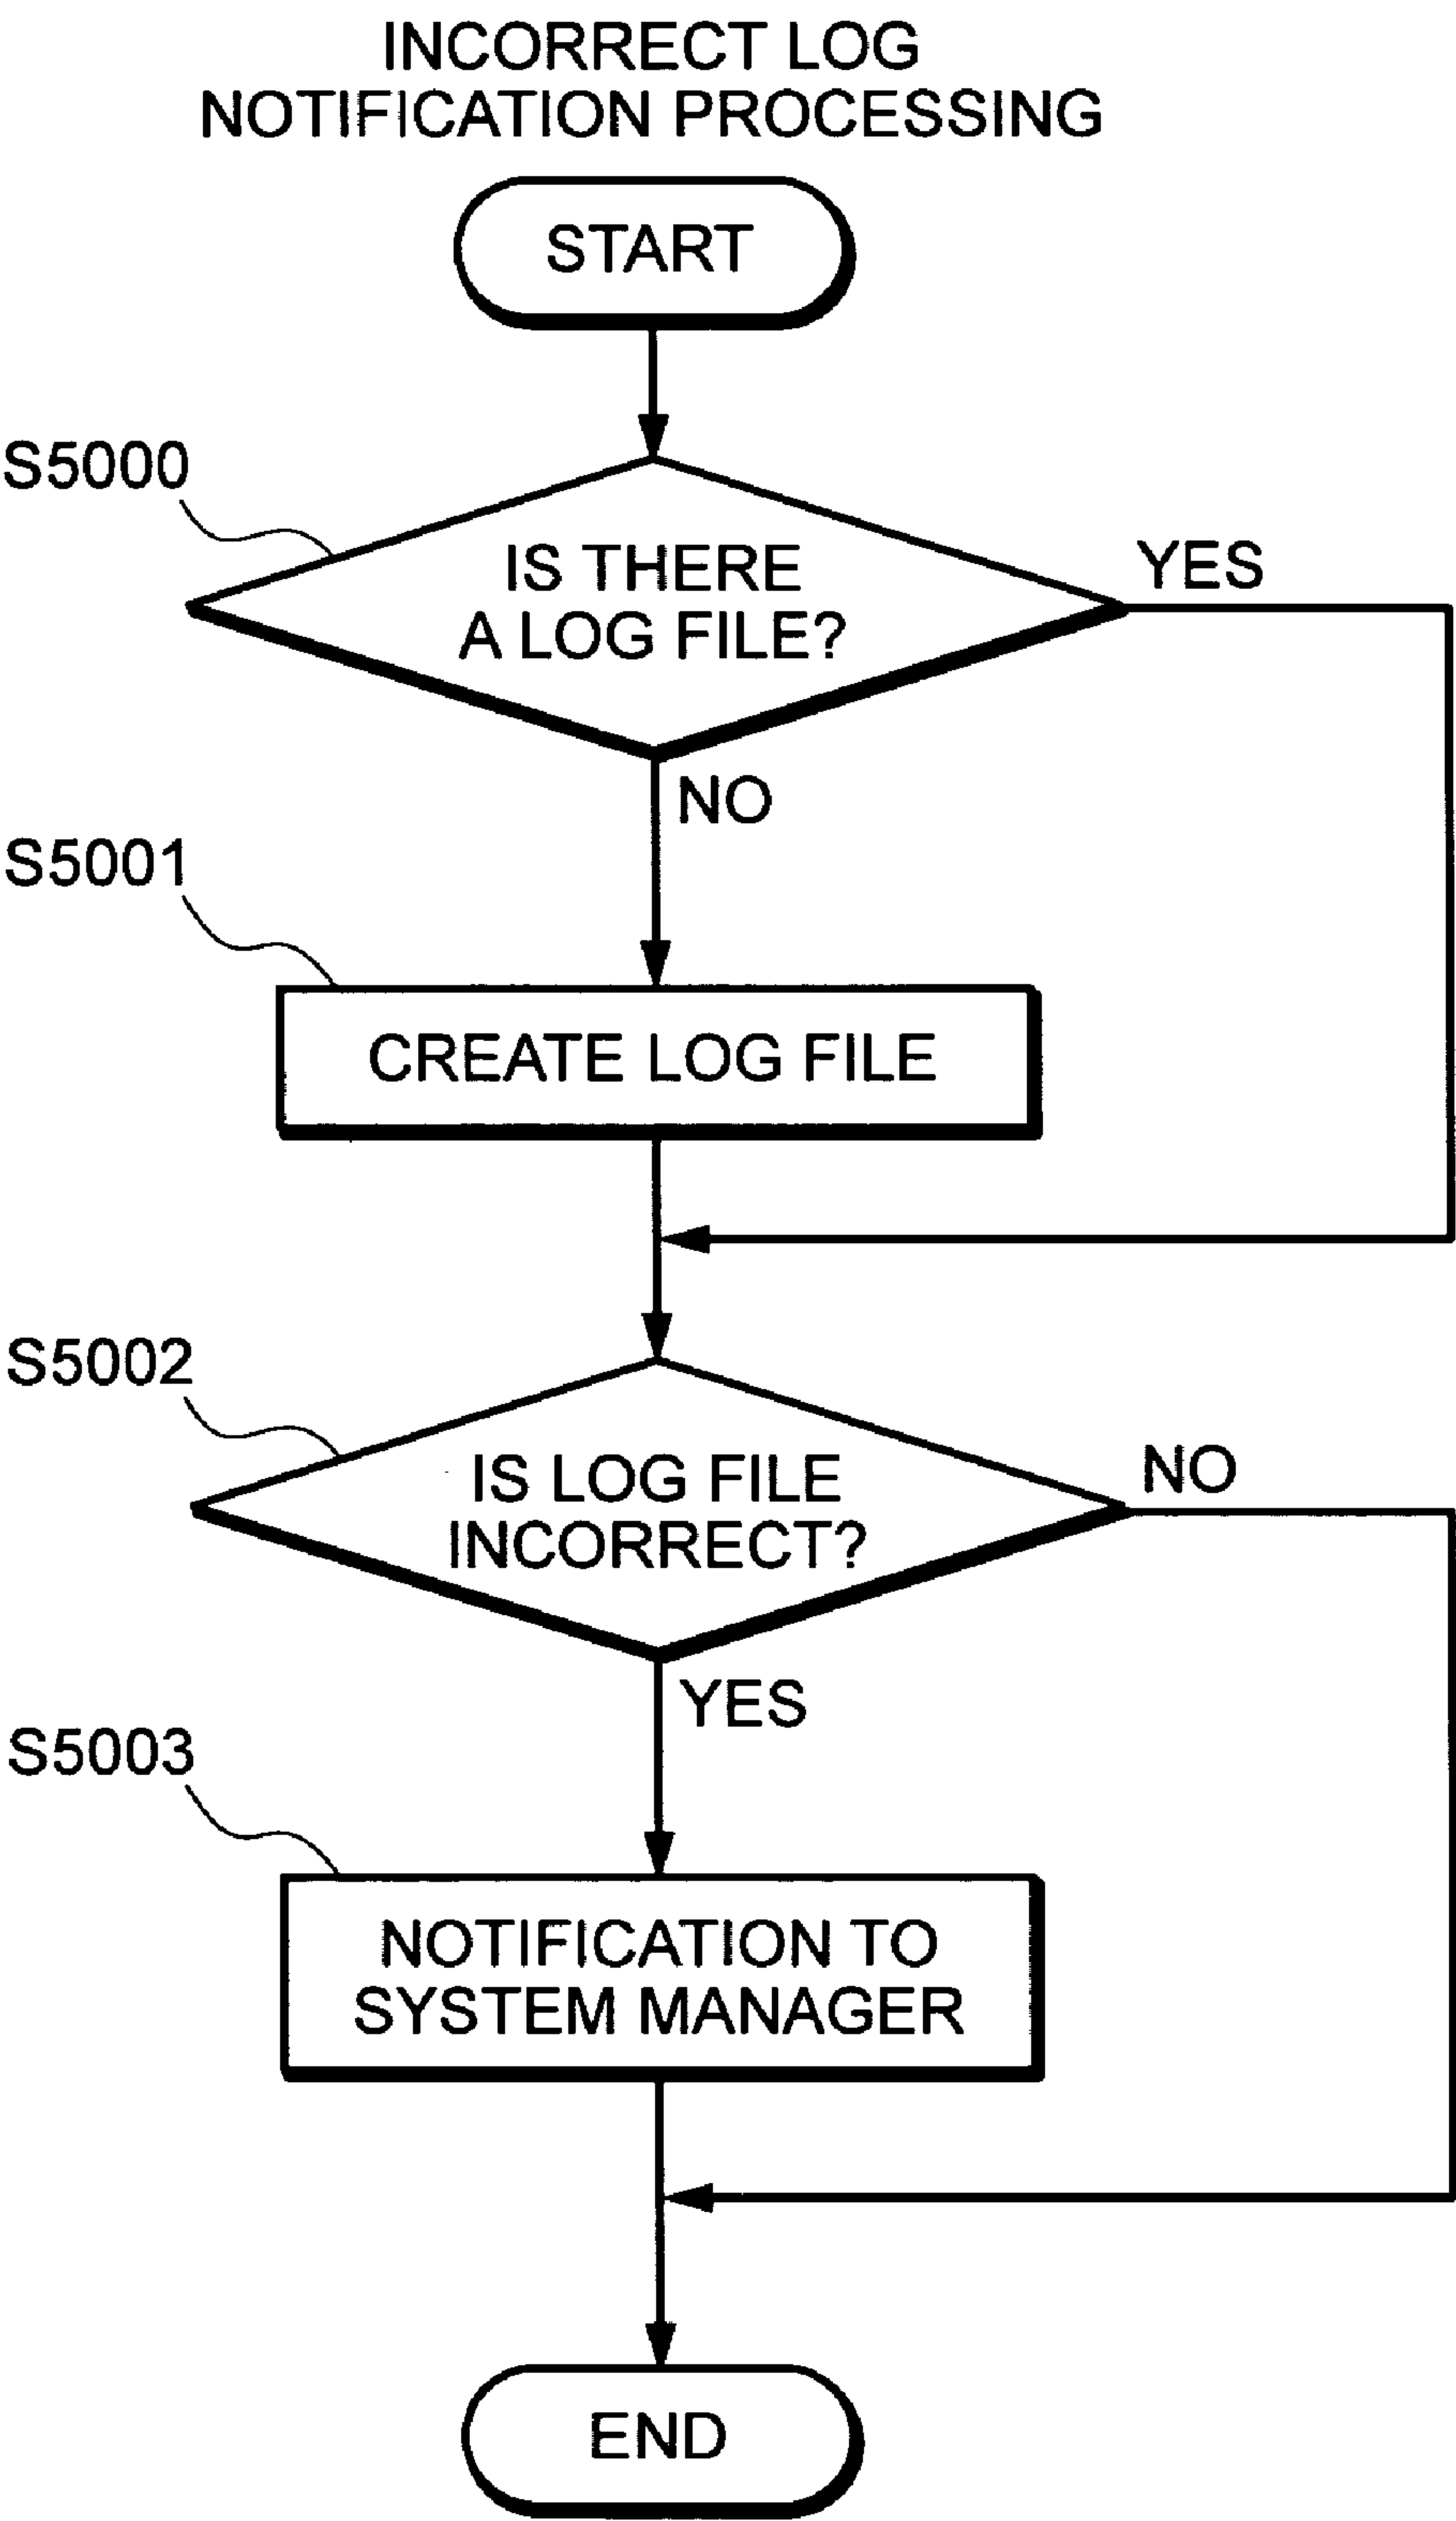 INCORRECT LOG
NOTIFICATION PROCESSING
START
S5000
IS THERE
A LOG FILE?
YES
NO
S5001
CREATE LOG FILE
S5002
IS LOG FILE
INCORRECT?
NO
YES
S5003
NOTIFICATION TO
SYSTEM MANAGER
END